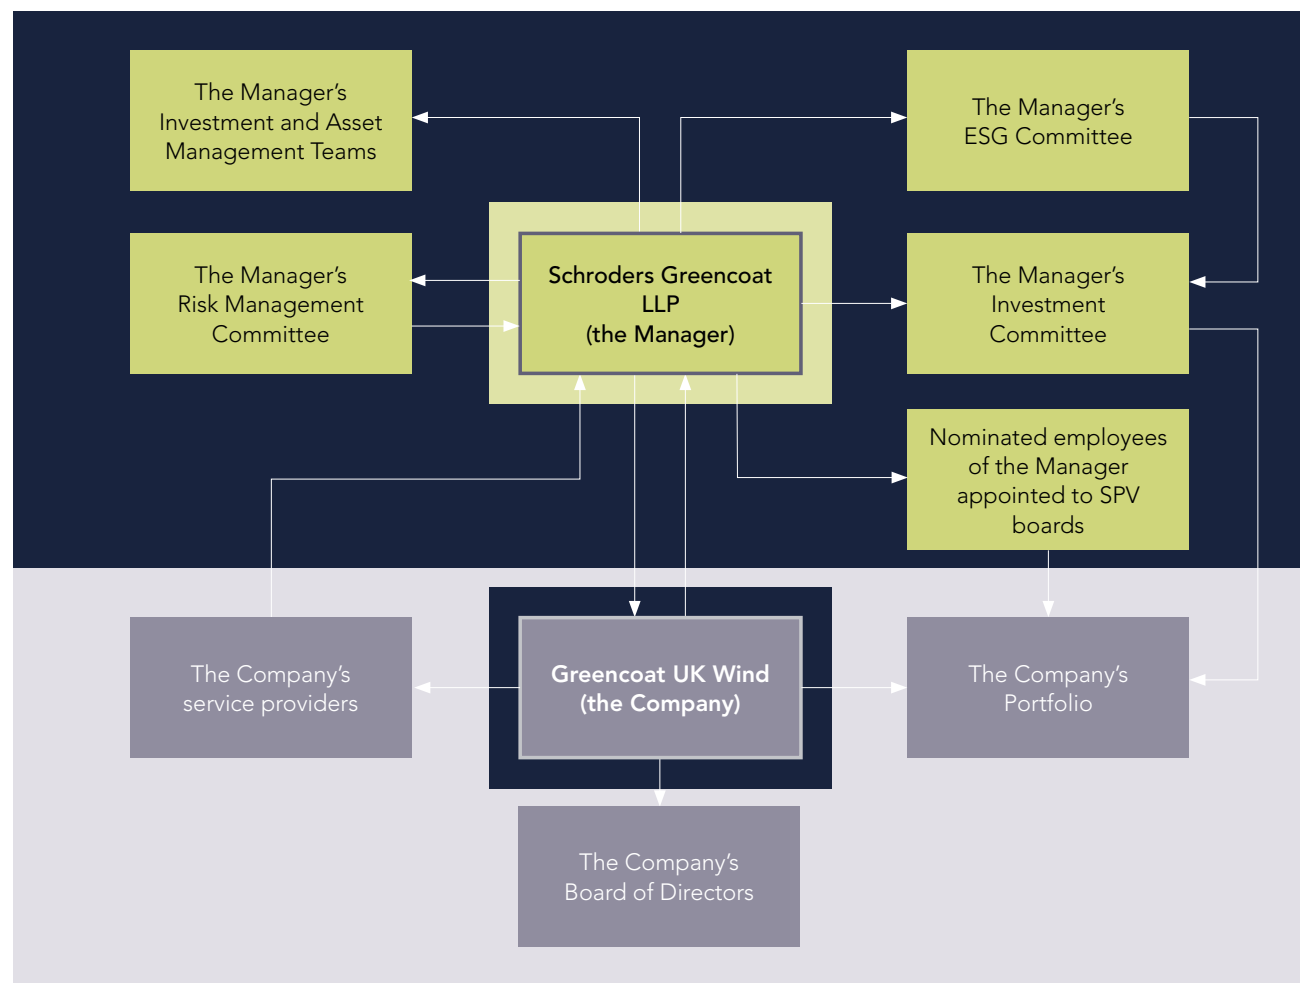 The Manager’s
Investment and Asset
Management Teams
The Manager’s
ESG Committee
The Manager’s
Risk Management
Committee
Schroders Greencoat
LLP
(the Manager)
The Manager’s
Investment
Committee
Nominated employees
of the Manager
appointed to SPV
boards
The Company’s
service providers
Greencoat UK Wind
(the Company)
The Company’s
Portfolio
The Company’s
Board of Directors